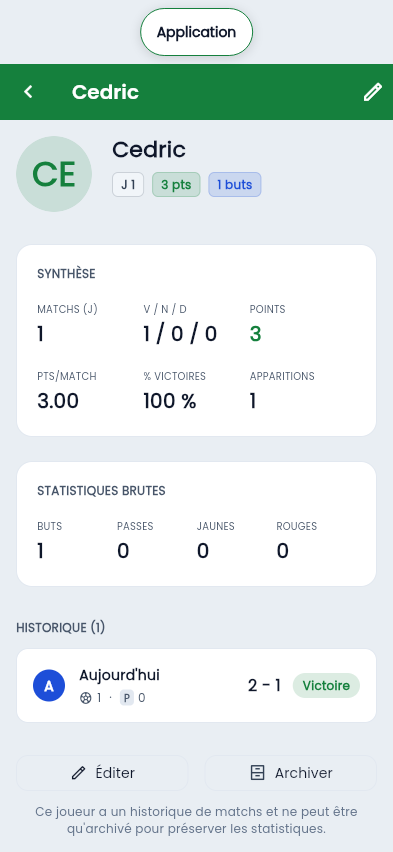 Application
Cedric
CE
Cedric
J 1 3 pts 1 buts
SYNTHÈSE
MATCHS (J) V / N / D POINTS
1 1 / 0 / 0 3
PTS/MATCH % VICTOIRES APPARITIONS
3.00 100 % 1
STATISTIQUES BRUTES
BUTS PASSES JAUNES ROUGES
1 0 0 0
HISTORIQUE (1)
A Aujourd'hui 2 - 1 Victoire
1 · P 0
Éditer Archiver
Ce joueur a un historique de matchs et ne peut être
qu'archivé pour préserver les statistiques.